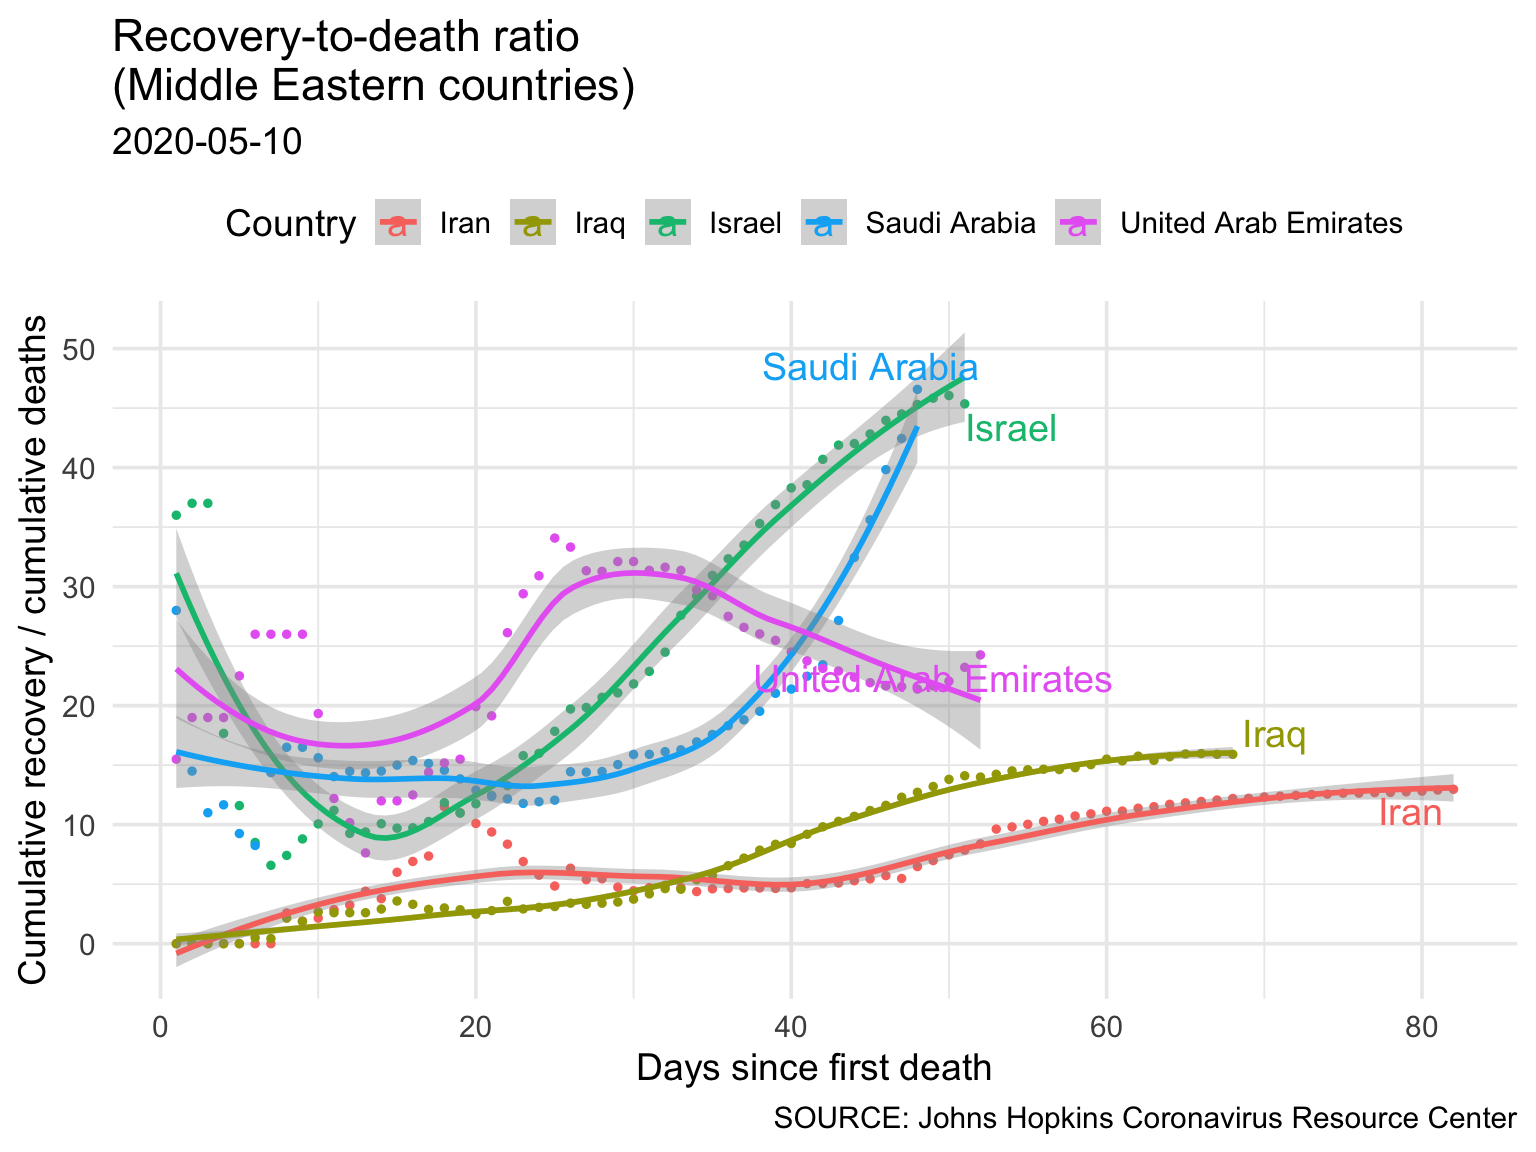 Recovery-to-death ratio
(Middle Eastern countries)
2020-05-10
Country a Iran a Iraq a Israel a Saudi Arabia a United Arab Emirates
Cumulative recovery / cumulative deaths
50
40
30
20
10
0
Saudi Arabia
Israel
United Arab Emirates
Iraq
Iran
0 20 40 60 80
Days since first death
SOURCE: Johns Hopkins Coronavirus Resource Center